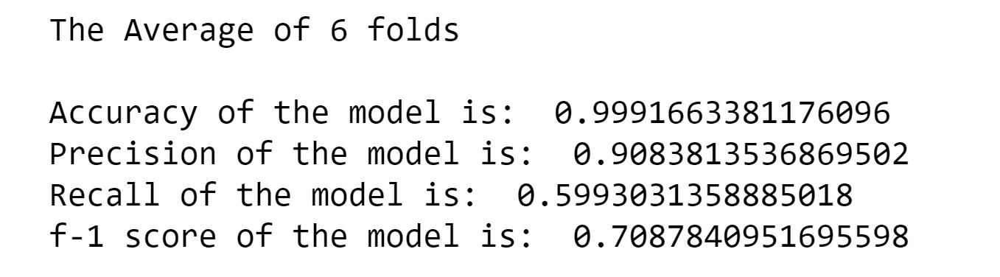 The Average of 6 folds
Accuracy of the model is: 0.9991663381176096
Precision of the model is: 0.9083813536869502
Recall of the model is: 0.5993031358885018
f-1 score of the model is: 0.7087840951695598